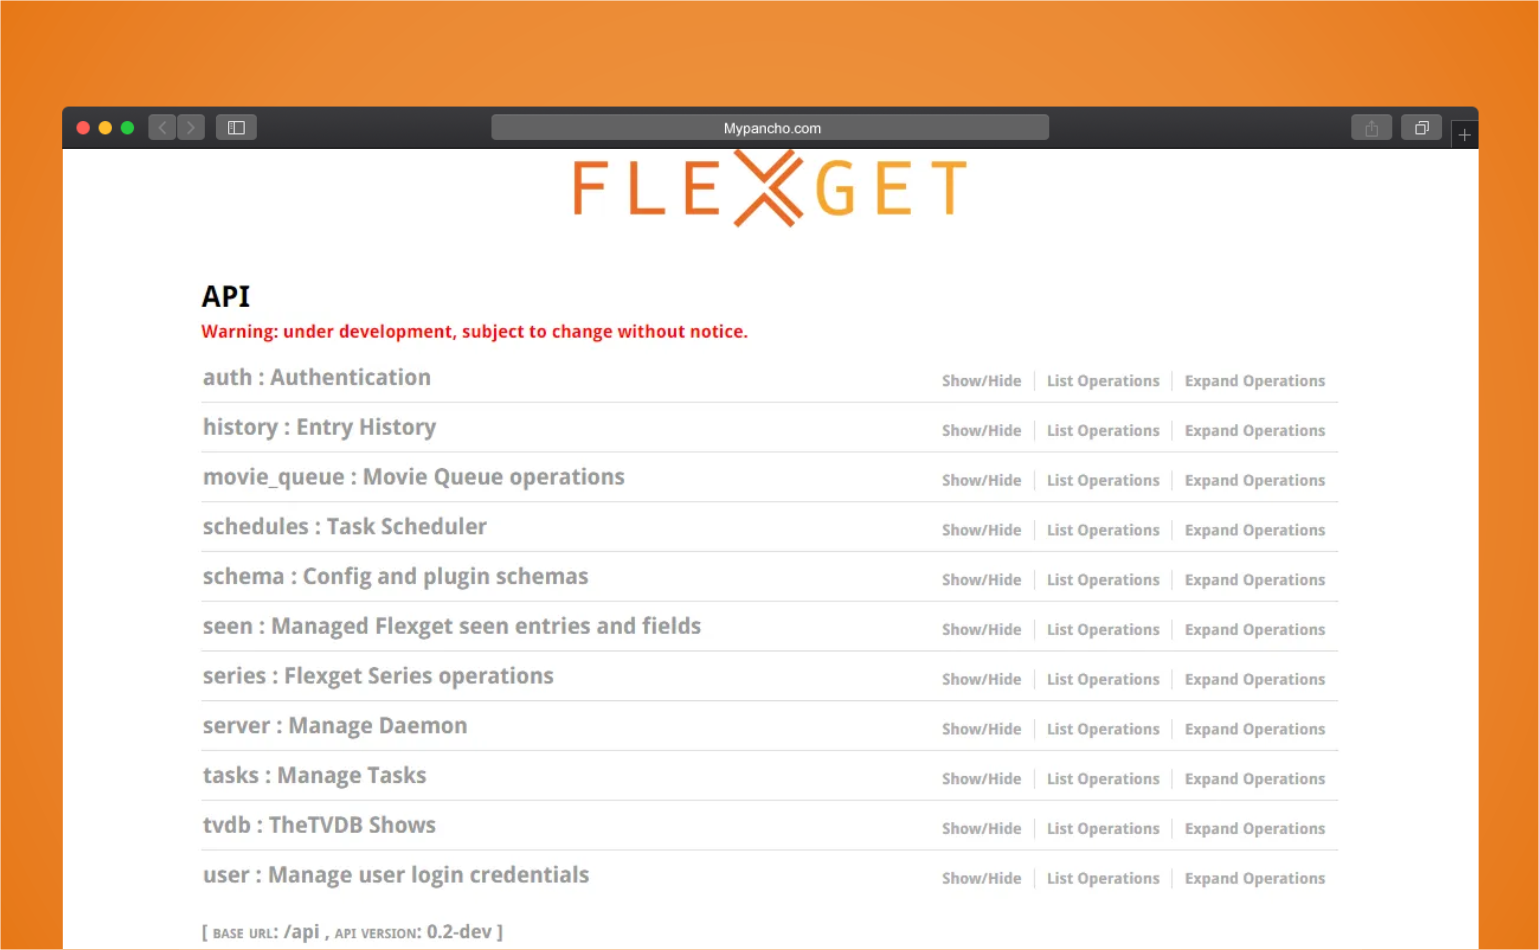 Mypancho.com
FLEXGET
API
Warning: under development, subject to change without notice.
auth : Authentication Show/Hide List Operations Expand Operations
history : Entry History Show/Hide List Operations Expand Operations
movie_queue : Movie Queue operations Show/Hide List Operations Expand Operations
schedules : Task Scheduler Show/Hide List Operations Expand Operations
schema : Config and plugin schemas Show/Hide List Operations Expand Operations
seen : Managed Flexget seen entries and fields Show/Hide List Operations Expand Operations
series : Flexget Series operations Show/Hide List Operations Expand Operations
server : Manage Daemon Show/Hide List Operations Expand Operations
tasks : Manage Tasks Show/Hide List Operations Expand Operations
tvdb : TheTVDB Shows Show/Hide List Operations Expand Operations
user : Manage user login credentials Show/Hide List Operations Expand Operations
[ BASE URL: /api , API VERSION: 0.2-dev ]